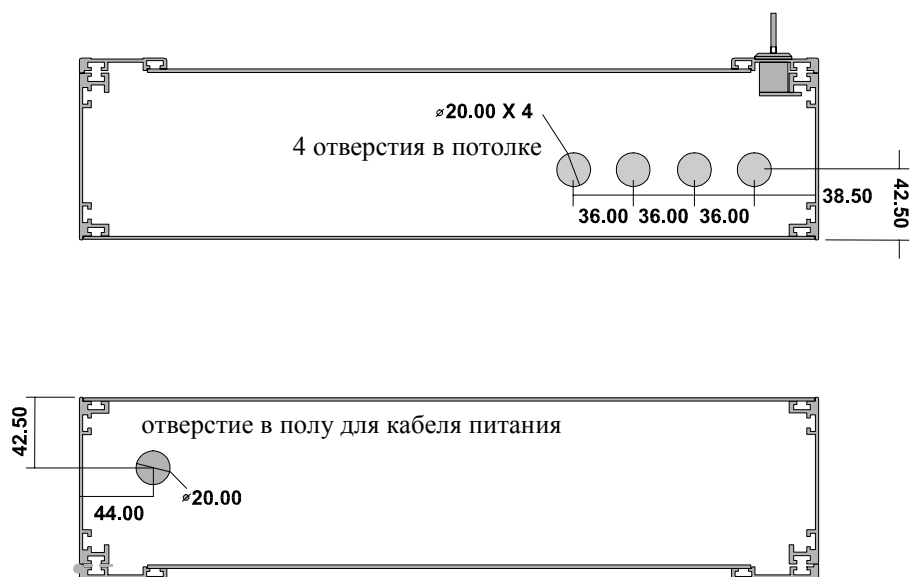 ⌀20.00 X 4
4 отверстия в потолке
36.00 36.00 36.00
38.50
42.50
42.50
отверстие в полу для кабеля питания
⌀20.00
44.00